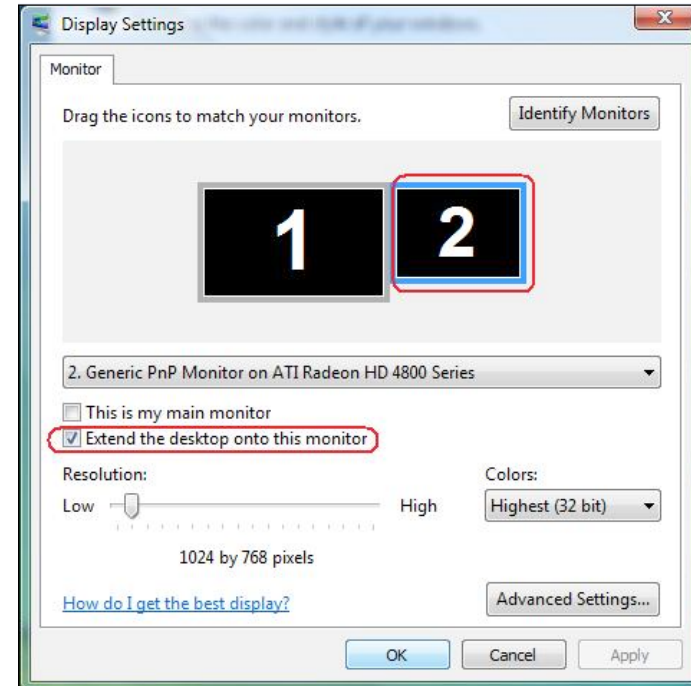 Display Settings
Monitor
Drag the icons to match your monitors.
Identify Monitors
1
2
2. Generic PnP Monitor on ATI Radeon HD 4800 Series
This is my main monitor
Extend the desktop onto this monitor
Resolution:
Colors:
Low
High
Highest (32 bit)
1024 by 768 pixels
How do I get the best display?
Advanced Settings...
OK
Cancel
Apply